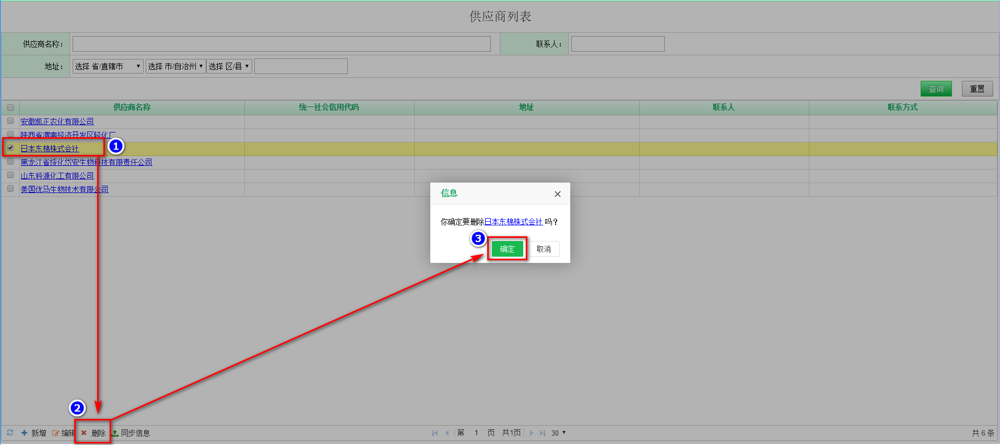 供应商列表
供应商名称：
联系人：
地址：
选择 省/直辖市
选择 市/自治州
选择 区/县
查询
重置
供应商名称 统一社会信用代码 地址 联系人 联系方式
安徽凯正农化有限公司
陕西省渭南经济开发区轻化厂
日本东棉株式会社
1
黑龙江省绥化岱安生物科技有限责任公司
山东科源化工有限公司
美国优马生物技术有限公司
信息
你确定要删除日本东棉株式会社 吗？
3
确定
取消
2
新增 编辑 删除 同步信息
第 1 页 共1页 30
共 6 条